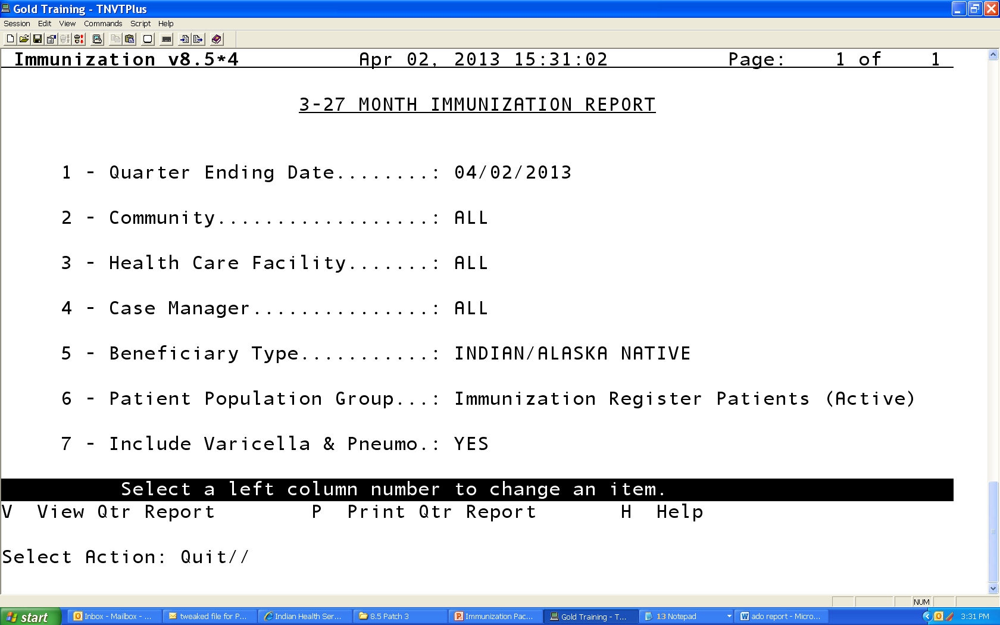 Gold Training - TNVTPlus
Session Edit View Commands Script Help
Immunization v8.5*4 Apr 02, 2013 15:31:02 Page: 1 of 1
3-27 MONTH IMMUNIZATION REPORT
1 - Quarter Ending Date........: 04/02/2013
2 - Community..................: ALL
3 - Health Care Facility.......: ALL
4 - Case Manager...............: ALL
5 - Beneficiary Type...........: INDIAN/ALASKA NATIVE
6 - Patient Population Group...: Immunization Register Patients (Active)
7 - Include Varicella & Pneumo.: YES
Select a left column number to change an item.
V View Qtr Report P Print Qtr Report H Help
Select Action: Quit//
NUM
start Inbox - Mailbox - ... tweaked file for P... Indian Health Ser... 8.5 Patch 3 Immunization Pac... Gold Training - T... 13 Notepad ado report - Micro... 3:31 PM